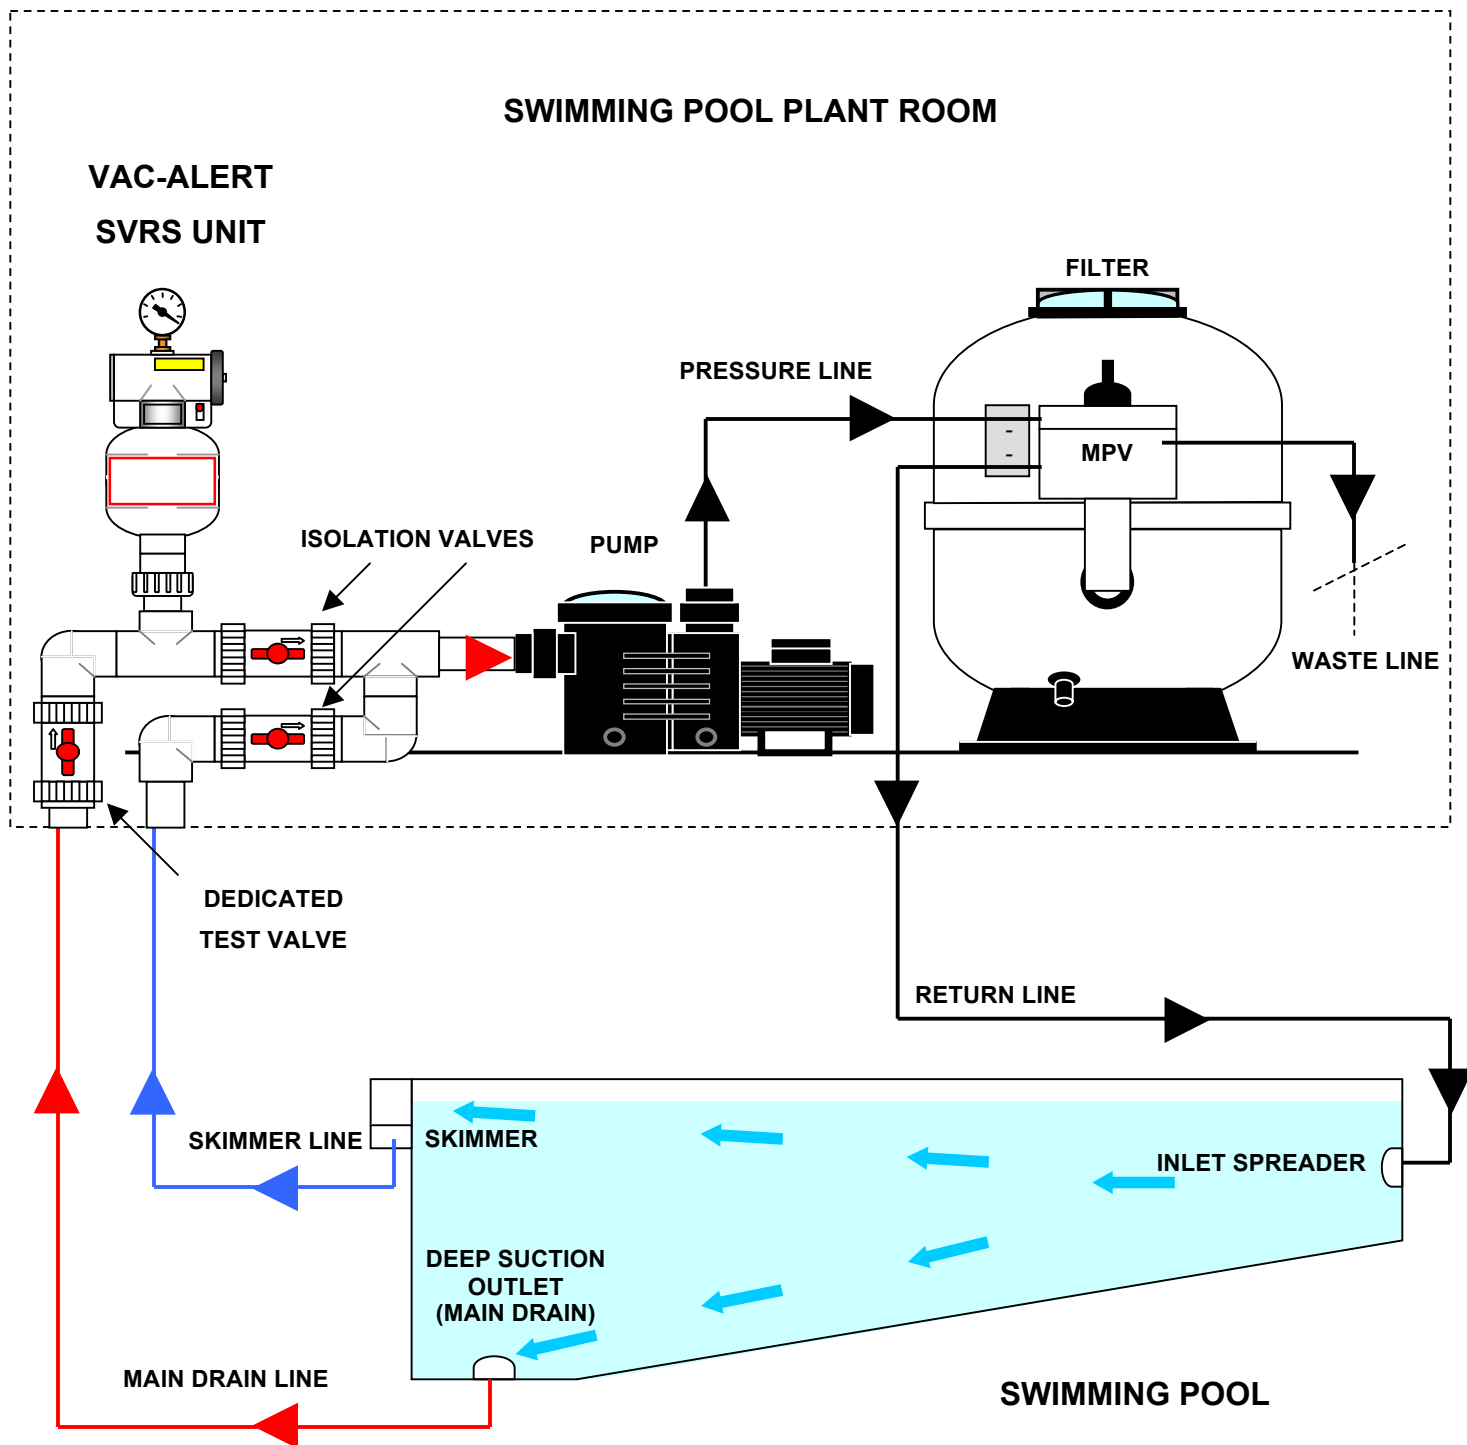 SWIMMING POOL PLANT ROOM
VAC-ALERT
SVRS UNIT
FILTER
PRESSURE LINE
MPV
ISOLATION VALVES
PUMP
WASTE LINE
DEDICATED
TEST VALVE
RETURN LINE
SKIMMER LINE
SKIMMER
INLET SPREADER
DEEP SUCTION
OUTLET
(MAIN DRAIN)
MAIN DRAIN LINE
SWIMMING POOL